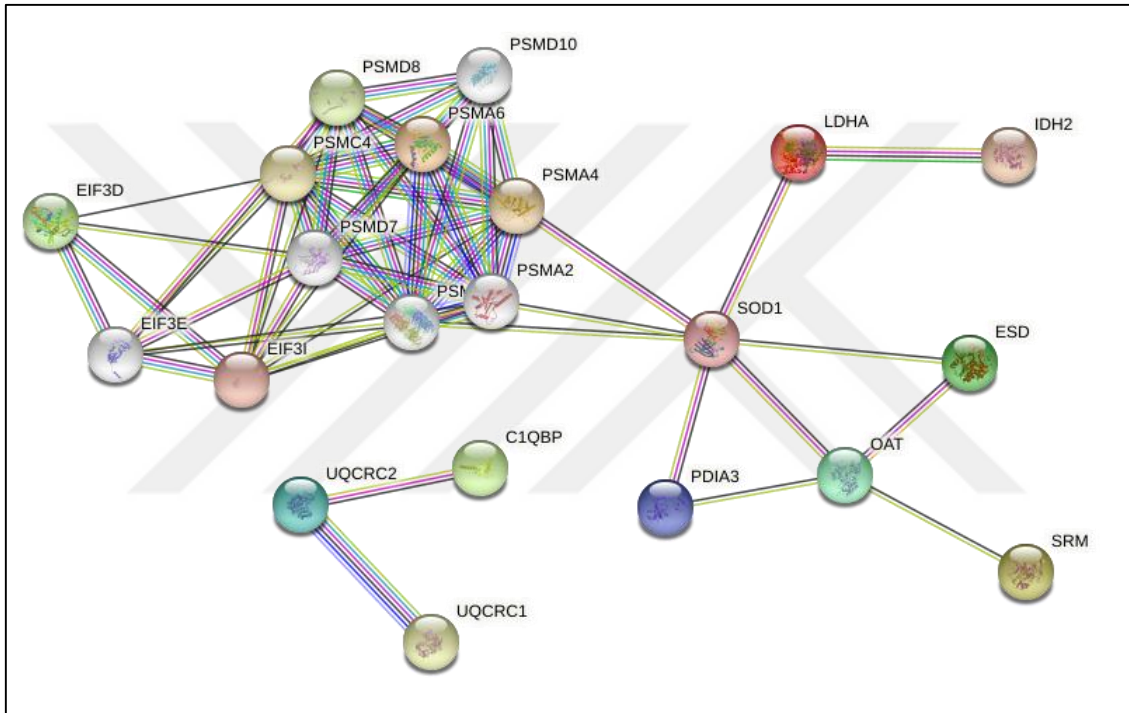 PSMD10
PSMD8
PSMA6
LDHA
IDH2
PSMC4
PSMA4
EIF3D
PSMD7
PSMA2
PSM
SOD1
ESD
EIF3E
EIF3I
C1QBP
OAT
UQCRC2
PDIA3
SRM
UQCRC1